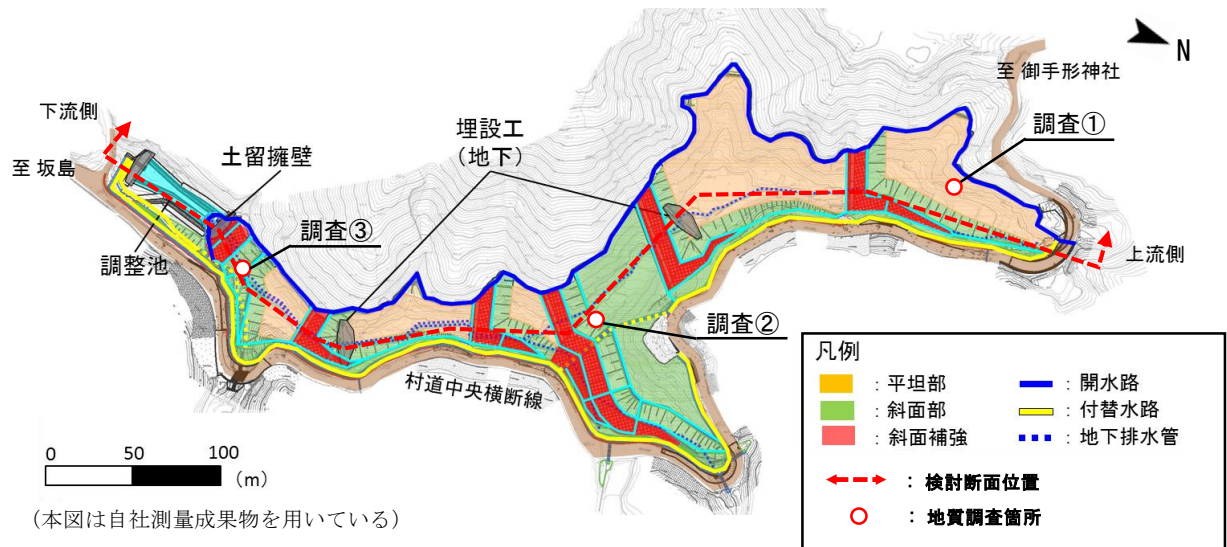 N
至 御手形神社
下流側
埋設工
(地下)
調査①
土留擁壁
至 坂島
調査③
上流側
調整池
調査②
村道中央横断線
凡例
：平坦部
：開水路
：斜面部
：付替水路
：斜面補強
：地下排水管
：検討断面位置
：地質調査箇所
0 50 100
(m)
(本図は自社測量成果物を用いている)